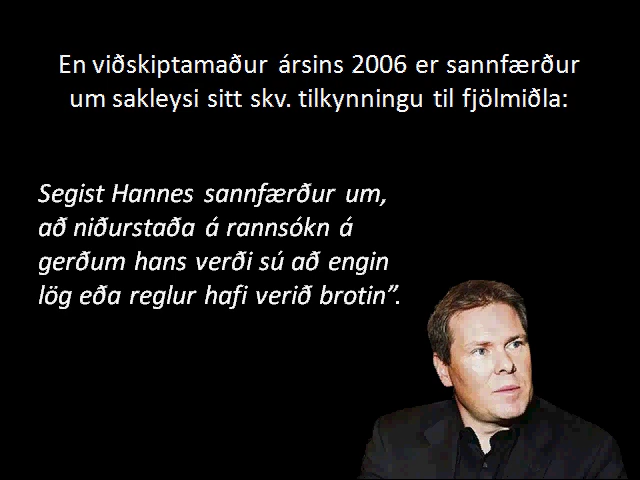 En viðskiptamaður ársins 2006 er sannfærður
um sakleysi sitt skv. tilkynningu til fjölmiðla:
Segist Hannes sannfærður um,
að niðurstaða á rannsókn á
gerðum hans verði sú að engin
lög eða reglur hafi verið brotin”.